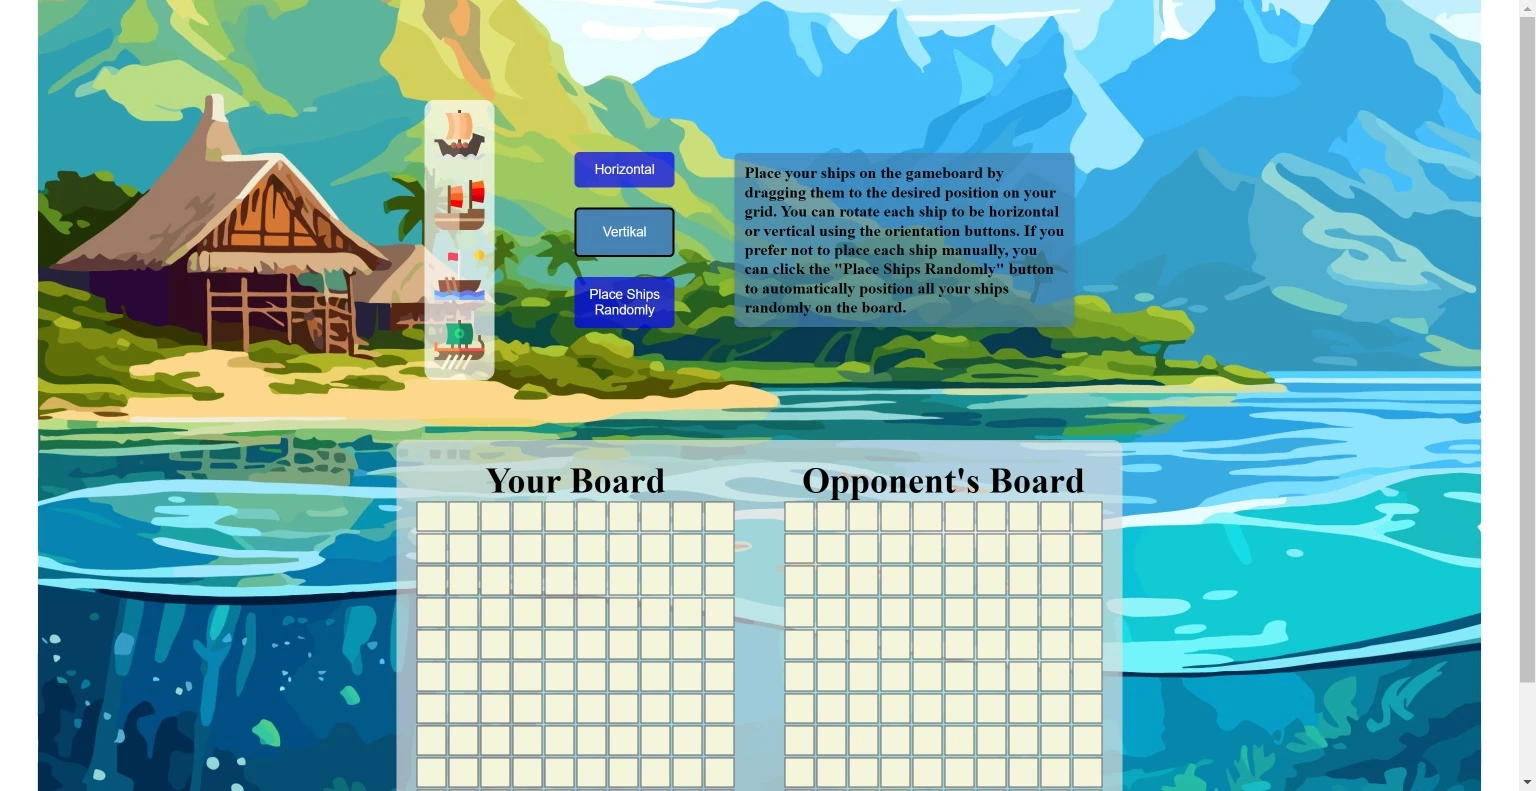 Horizontal
Vertikal
Place Ships
Randomly
Place your ships on the gameboard by
dragging them to the desired position on your
grid. You can rotate each ship to be horizontal
or vertical using the orientation buttons. If you
prefer not to place each ship manually, you
can click the "Place Ships Randomly" button
to automatically position all your ships
randomly on the board.
Your Board
Opponent's Board